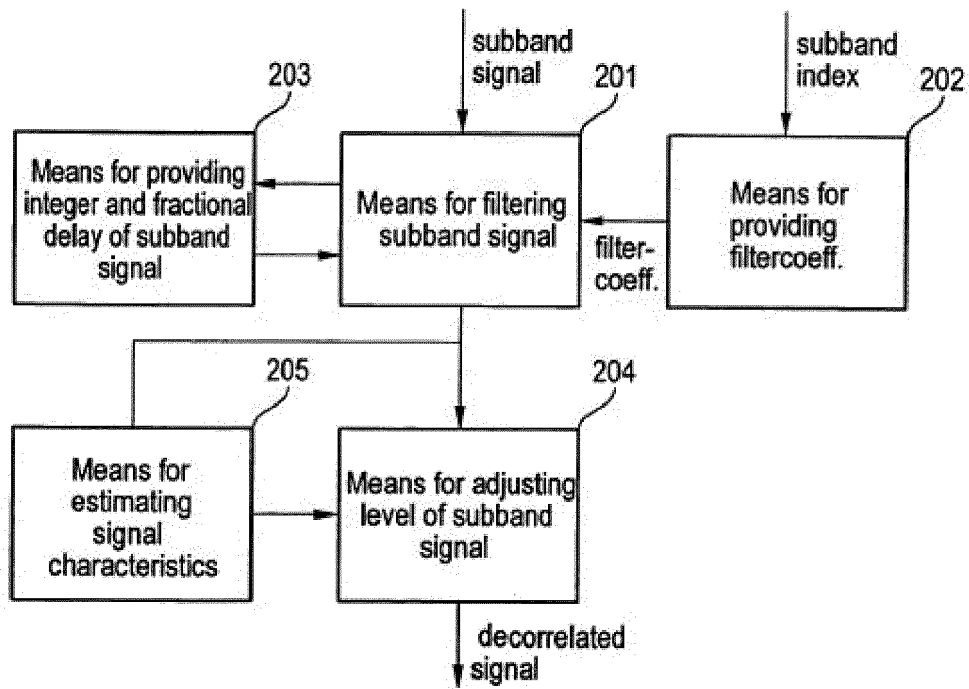 subband
signal
subband
index
203
201
202
Means for providing
integer and fractional
delay of subband
signal
Means for filtering
subband signal
filter-
coeff.
Means for
providing
filtercoeff.
205
204
Means for
estimating
signal
characteristics
Means for adjusting
level of subband
signal
decorrelated
signal